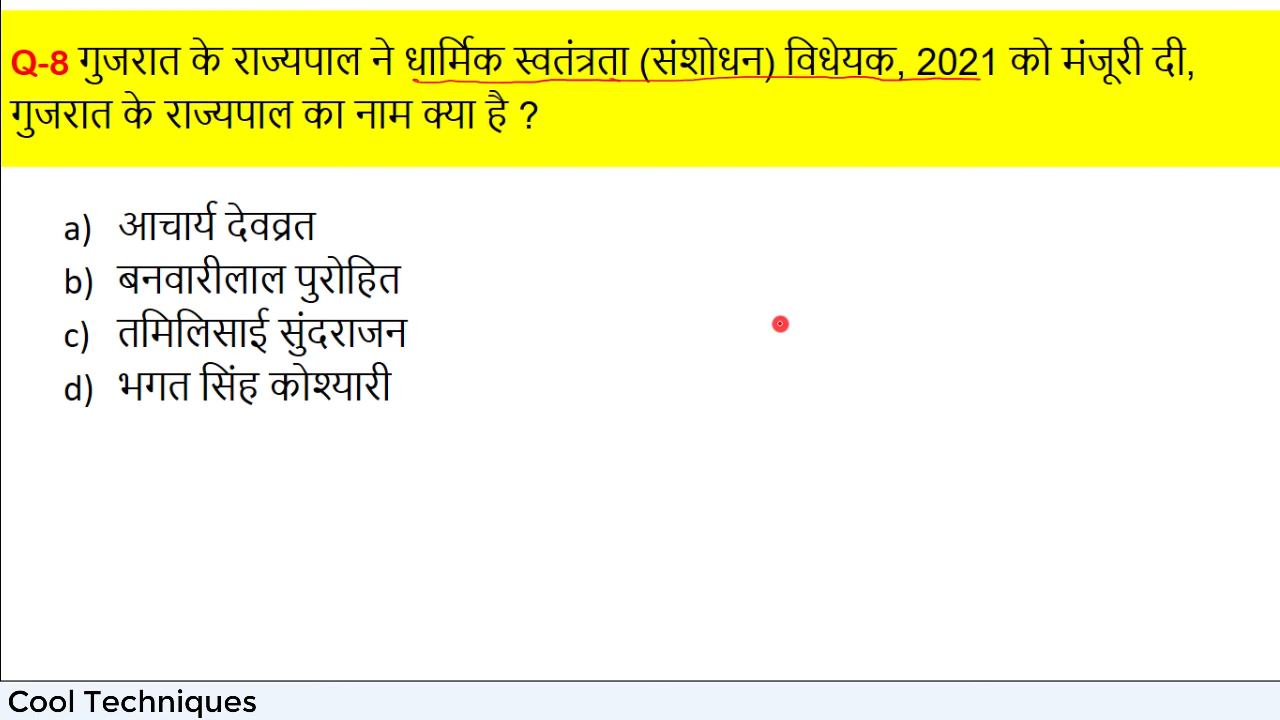 Q-8 गुजरात के राज्यपाल ने धार्मिक स्वतंत्रता (संशोधन) विधेयक, 2021 को मंजूरी दी,
गुजरात के राज्यपाल का नाम क्या है ?
a) आचार्य देवव्रत
b) बनवारीलाल पुरोहित
c) तमिलिसाई सुंदराजन
d) भगत सिंह कोश्यारी
Cool Techniques